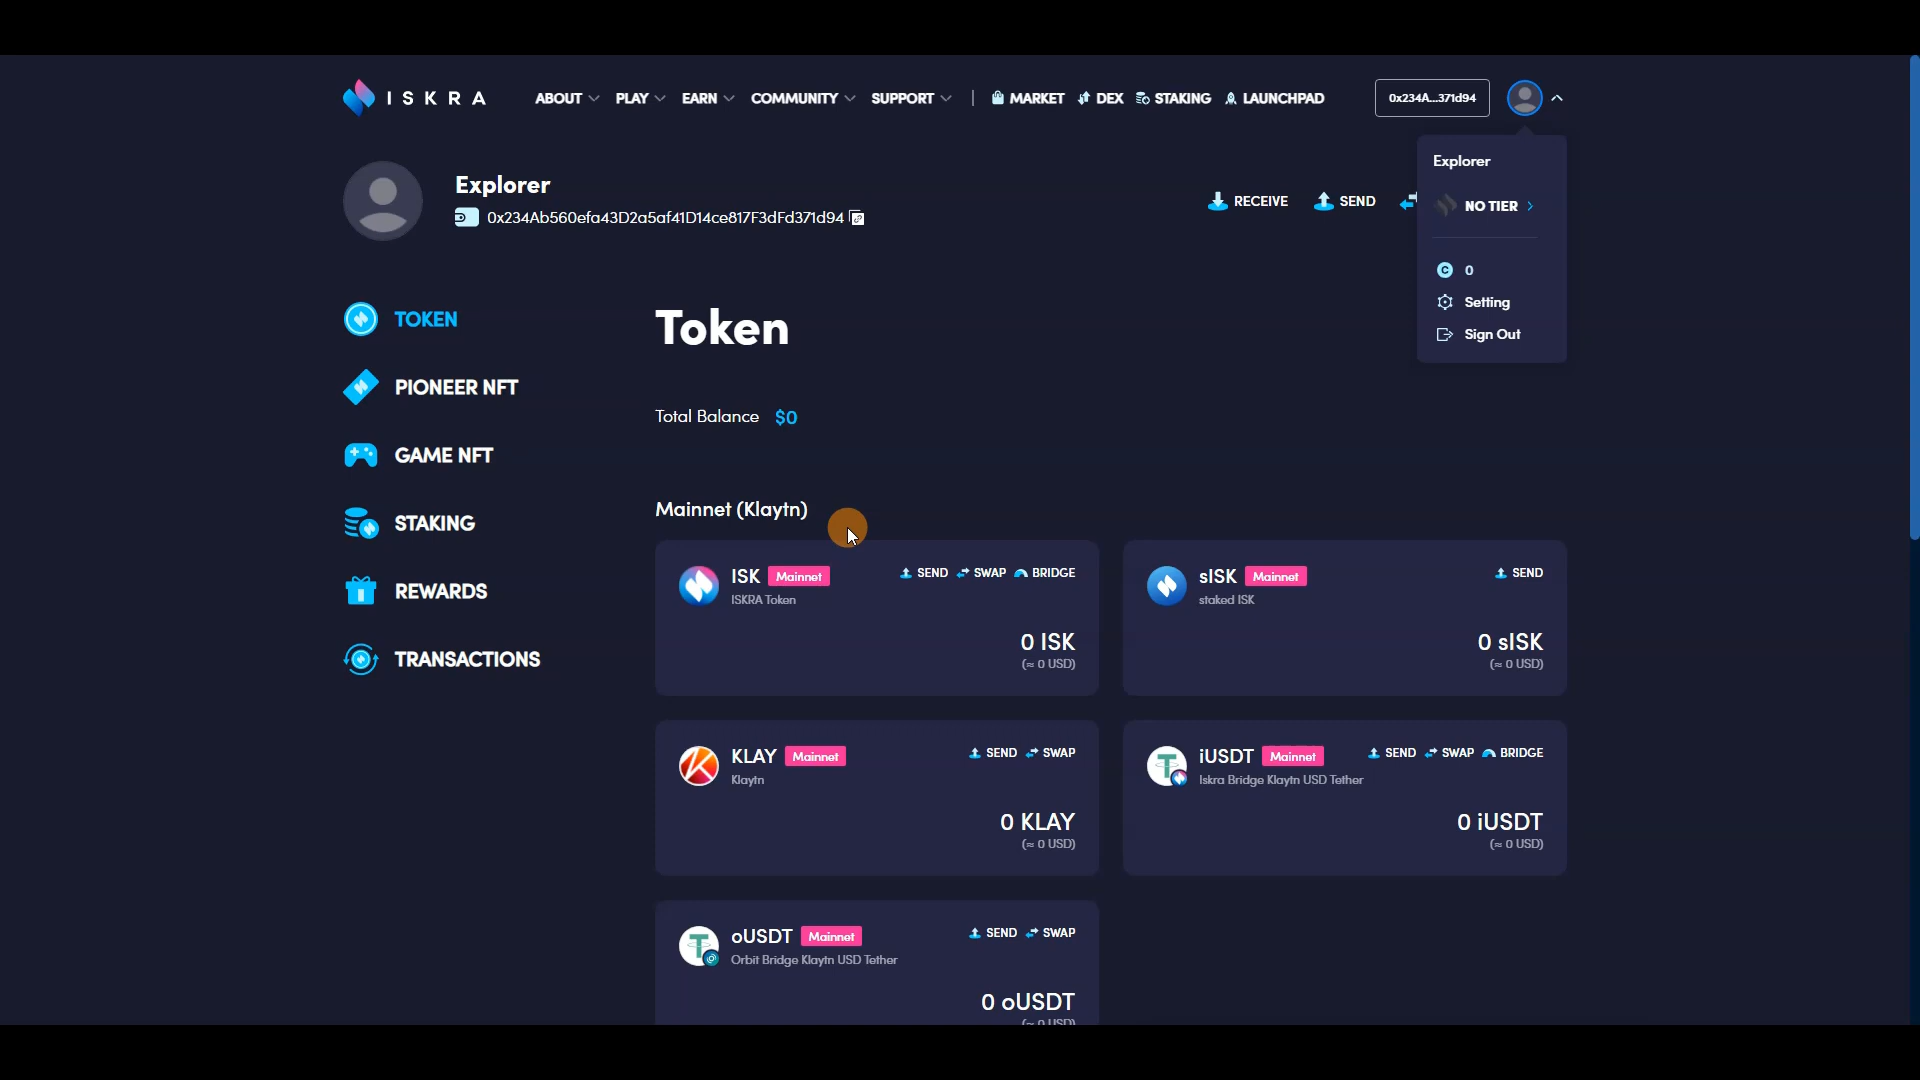 ISKRA ABOUT PLAY EARN COMMUNITY SUPPORT | MARKET DEX STAKING LAUNCHPAD 0x234A...371d94
Explorer
0x234Ab560efa43D2a5af41D14ce817F3dFd371d94
RECEIVE SEND
Explorer
NO TIER
C 0
Setting
Sign Out
TOKEN
PIONEER NFT
GAME NFT
STAKING
REWARDS
TRANSACTIONS
Token
Total Balance $0
Mainnet (Klaytn)
ISK Mainnet SEND SWAP BRIDGE
ISKRA Token
0 ISK
(≈ 0 USD)
sISK Mainnet SEND
staked ISK
0 sISK
(≈ 0 USD)
KLAY Mainnet SEND SWAP
Klaytn
0 KLAY
(≈ 0 USD)
iUSDT Mainnet SEND SWAP BRIDGE
Iskra Bridge Klaytn USD Tether
0 iUSDT
(≈ 0 USD)
oUSDT Mainnet SEND SWAP
Orbit Bridge Klaytn USD Tether
0 oUSDT
(≈ 0 USD)